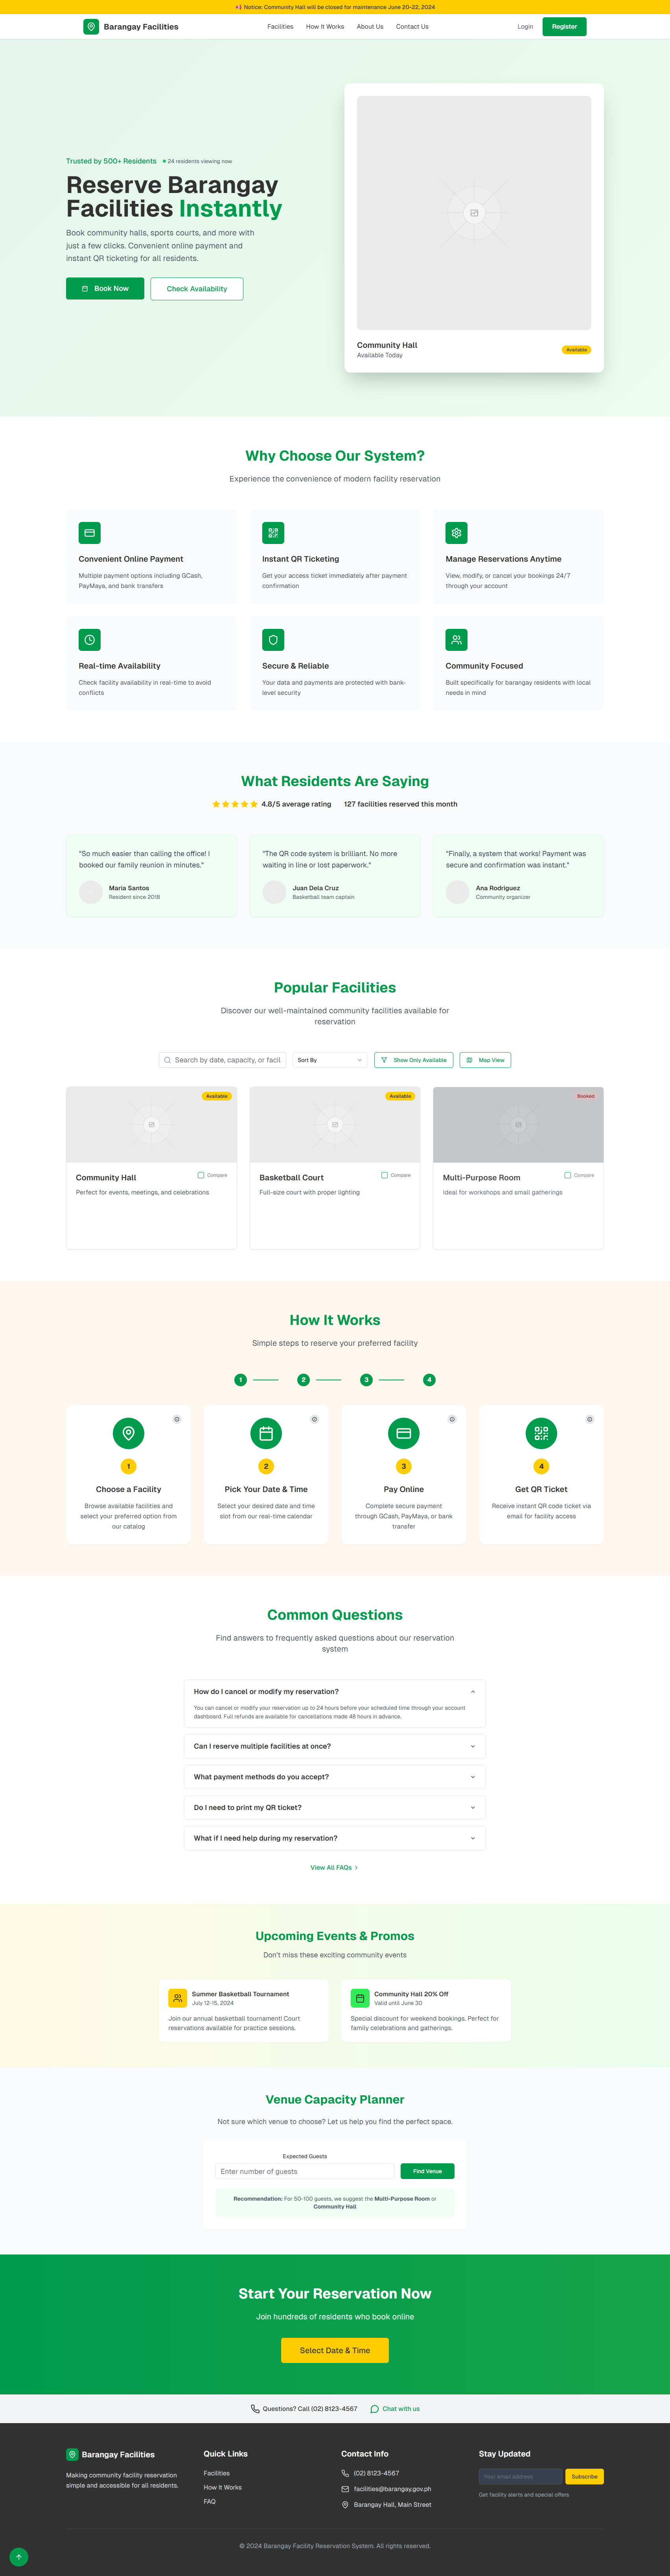 Notice: Community Hall will be closed for maintenance June 20-22, 2024
Barangay Facilities
Facilities
How It Works
About Us
Contact Us
Login
Register
Trusted by 500+ Residents
24 residents viewing now
Reserve Barangay
Facilities Instantly
Book community halls, sports courts, and more with
just a few clicks. Convenient online payment and
instant QR ticketing for all residents.
Book Now
Check Availability
Community Hall
Available Today
Available
Why Choose Our System?
Experience the convenience of modern facility reservation
Convenient Online Payment
Multiple payment options including GCash,
PayMaya, and bank transfers
Instant QR Ticketing
Get your access ticket immediately after payment
confirmation
Manage Reservations Anytime
View, modify, or cancel your bookings 24/7
through your account
Real-time Availability
Check facility availability in real-time to avoid
conflicts
Secure & Reliable
Your data and payments are protected with bank-
level security
Community Focused
Built specifically for barangay residents with local
needs in mind
What Residents Are Saying
4.8/5 average rating
127 facilities reserved this month
"So much easier than calling the office! I
booked our family reunion in minutes."
Maria Santos
Resident since 2018
"The QR code system is brilliant. No more
waiting in line or lost paperwork."
Juan Dela Cruz
Basketball team captain
"Finally, a system that works! Payment was
secure and confirmation was instant."
Ana Rodriguez
Community organizer
Popular Facilities
Discover our well-maintained community facilities available for
reservation
Search by date, capacity, or facil
Sort By
Show Only Available
Map View
Available
Community Hall
Compare
Perfect for events, meetings, and celebrations
Available
Basketball Court
Compare
Full-size court with proper lighting
Booked
Multi-Purpose Room
Compare
Ideal for workshops and small gatherings
How It Works
Simple steps to reserve your preferred facility
1
2
3
4
1
Choose a Facility
Browse available facilities and
select your preferred option from
our catalog
2
Pick Your Date & Time
Select your desired date and time
slot from our real-time calendar
3
Pay Online
Complete secure payment
through GCash, PayMaya, or bank
transfer
4
Get QR Ticket
Receive instant QR code ticket via
email for facility access
Common Questions
Find answers to frequently asked questions about our reservation
system
How do I cancel or modify my reservation?
You can cancel or modify your reservation up to 24 hours before your scheduled time through your account
dashboard. Full refunds are available for cancellations made 48 hours in advance.
Can I reserve multiple facilities at once?
What payment methods do you accept?
Do I need to print my QR ticket?
What if I need help during my reservation?
View All FAQs
Upcoming Events & Promos
Don't miss these exciting community events
Summer Basketball Tournament
July 12-15, 2024
Join our annual basketball tournament! Court
reservations available for practice sessions.
Community Hall 20% Off
Valid until June 30
Special discount for weekend bookings. Perfect for
family celebrations and gatherings.
Venue Capacity Planner
Not sure which venue to choose? Let us help you find the perfect space.
Expected Guests
Enter number of guests
Find Venue
Recommendation: For 50-100 guests, we suggest the Multi-Purpose Room or
Community Hall
Start Your Reservation Now
Join hundreds of residents who book online
Select Date & Time
Questions? Call (02) 8123-4567
Chat with us
Barangay Facilities
Making community facility reservation
simple and accessible for all residents.
Quick Links
Facilities
How It Works
FAQ
Contact Info
(02) 8123-4567
facilities@barangay.gov.ph
Barangay Hall, Main Street
Stay Updated
Your email address
Subscribe
Get facility alerts and special offers
© 2024 Barangay Facility Reservation System. All rights reserved.